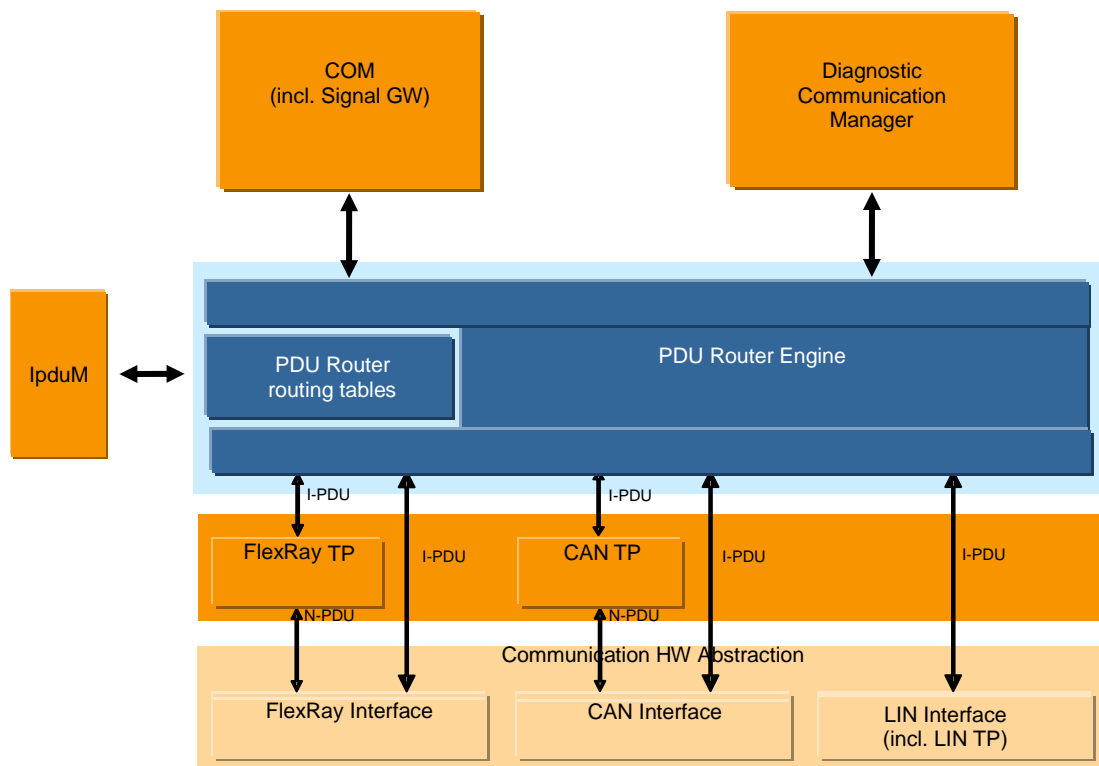 COM
(incl. Signal GW)
Diagnostic
Communication
Manager
IpduM
PDU Router
routing tables
PDU Router Engine
I-PDU
I-PDU
FlexRay TP
I-PDU
CAN TP
I-PDU
I-PDU
N-PDU
N-PDU
Communication HW Abstraction
FlexRay Interface
CAN Interface
LIN Interface
(incl. LIN TP)